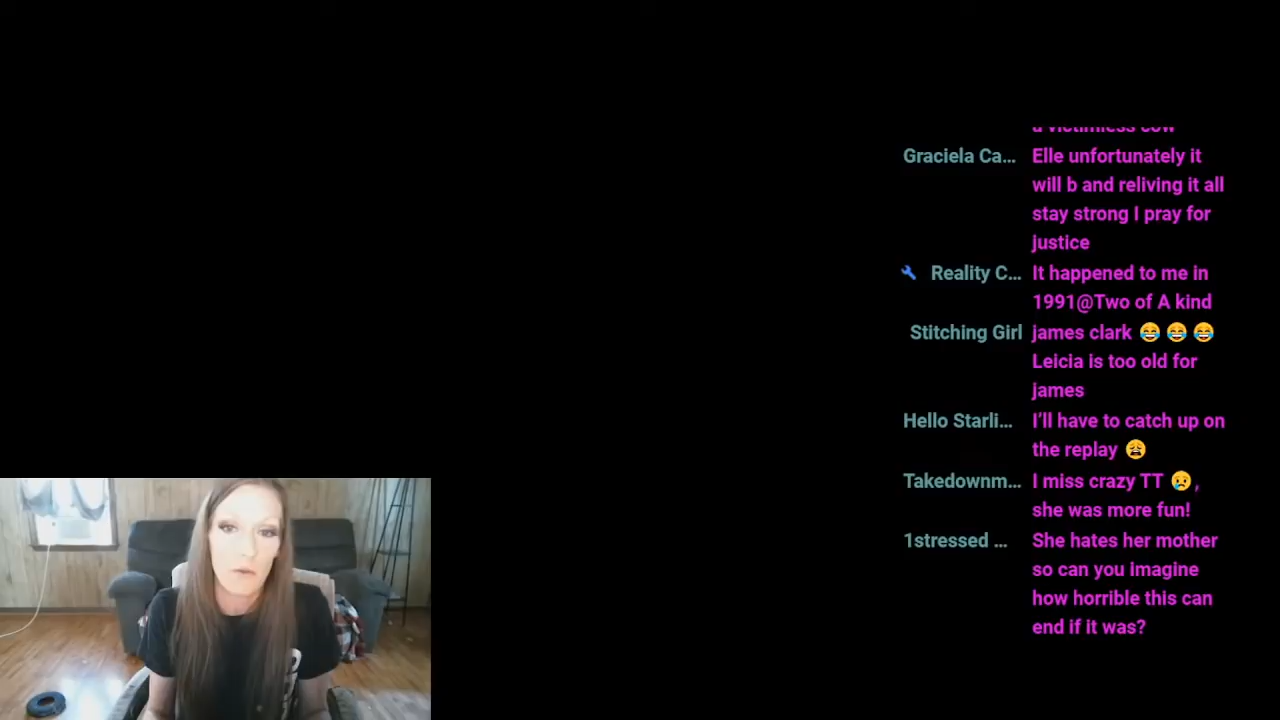 a victimless cow
Graciela Ca… Elle unfortunately it
will b and reliving it all
stay strong I pray for
justice
Reality C… It happened to me in
1991@Two of A kind
Stitching Girl james clark 😂 😂 😂
Leicia is too old for
james
Hello Starli… I'll have to catch up on
the replay 😩
Takedownm… I miss crazy TT 😢,
she was more fun!
1stressed … She hates her mother
so can you imagine
how horrible this can
end if it was?